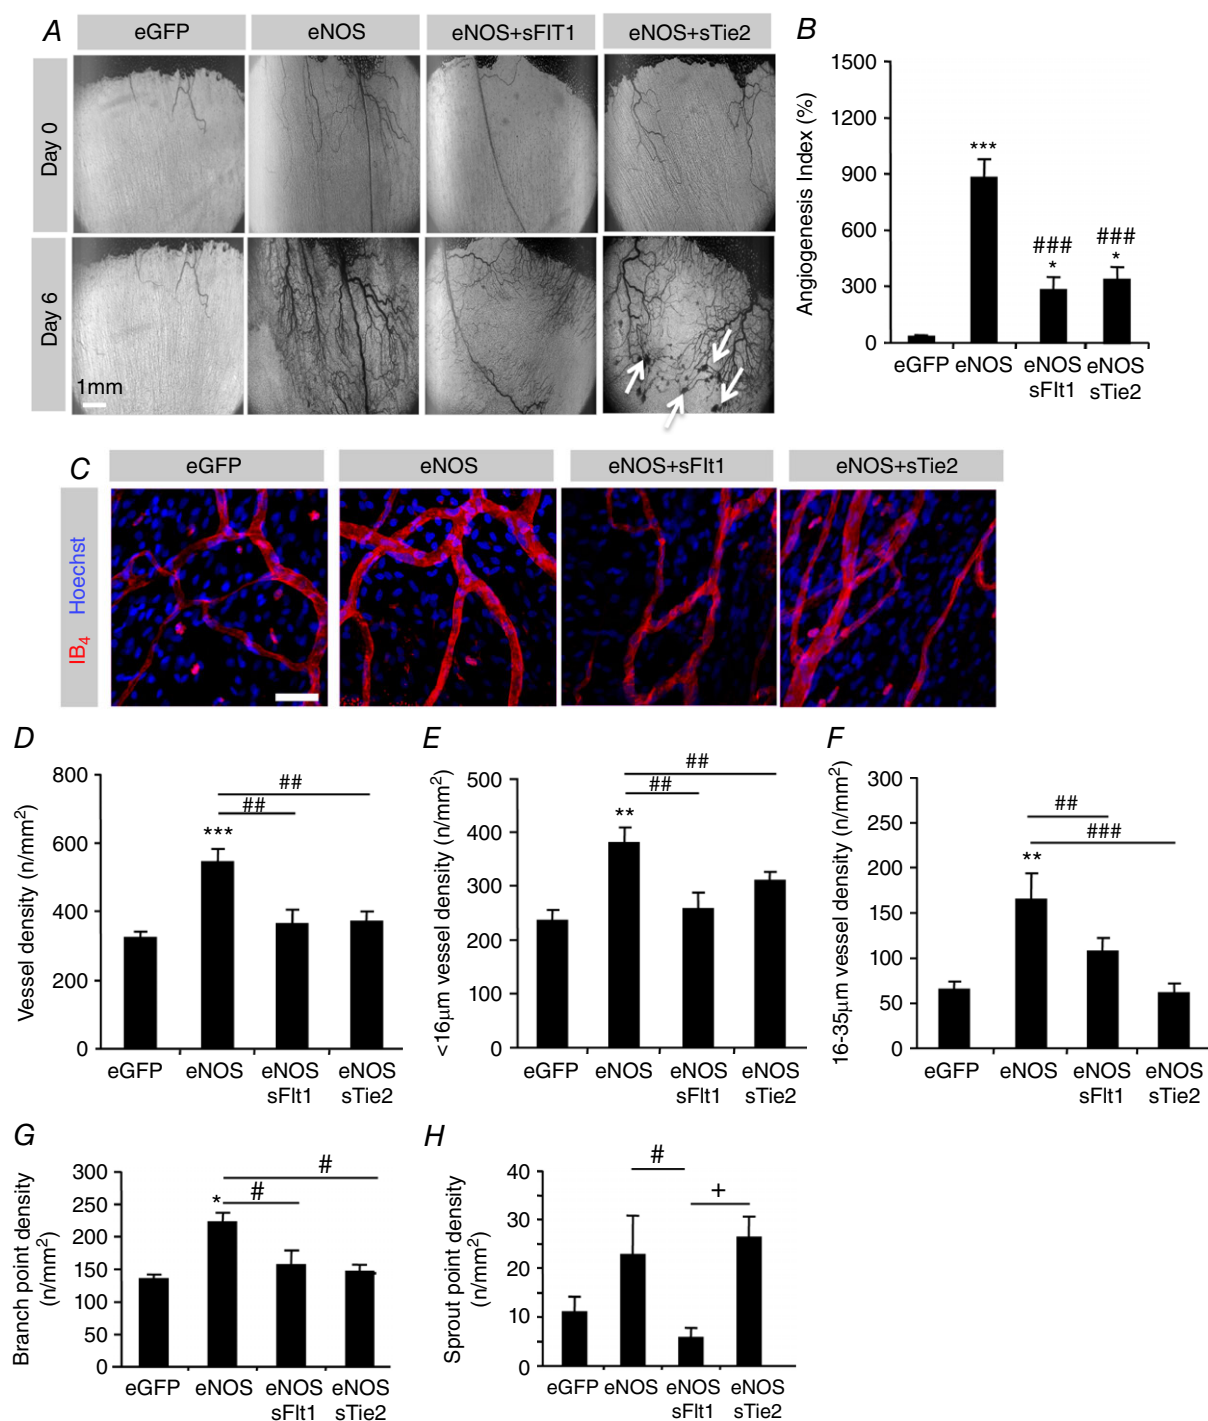 A
eGFP
eNOS
eNOS+sFIT1
eNOS+sTie2
Day 0
Day 6
1mm
B
Angiogenesis Index (%)
1500
1200
900
600
300
0
***
###
*
###
*
eGFP
eNOS
eNOS
sFlt1
eNOS
sTie2
C
eGFP
eNOS
eNOS+sFlt1
eNOS+sTie2
IB4 Hoechst
D
Vessel density (n/mm2)
800
600
400
200
0
##
##
***
eGFP
eNOS
eNOS
sFlt1
eNOS
sTie2
E
<16µm vessel density (n/mm2)
500
400
300
200
100
0
##
##
**
eGFP
eNOS
eNOS
sFlt1
eNOS
sTie2
F
16-35µm vessel density (n/mm2)
300
250
200
150
100
50
0
##
###
**
eGFP
eNOS
eNOS
sFlt1
eNOS
sTie2
G
Branch point density
(n/mm2)
300
250
200
150
100
50
0
#
#
*
eGFP
eNOS
eNOS
sFlt1
eNOS
sTie2
H
Sprout point density
(n/mm2)
40
30
20
10
0
#
+
eGFP
eNOS
eNOS
sFlt1
eNOS
sTie2